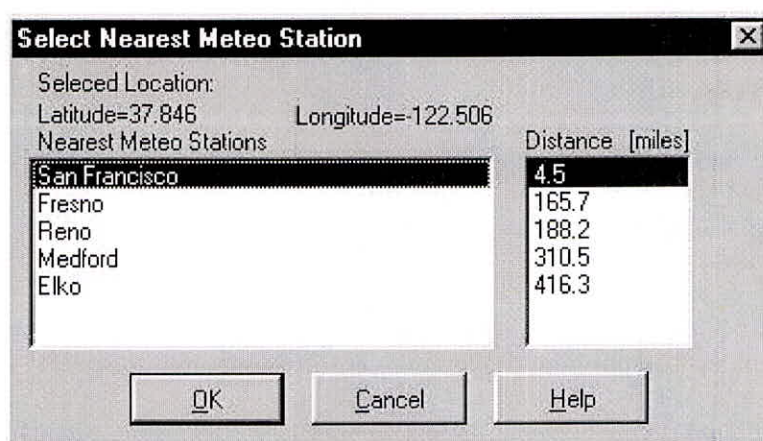 Select Nearest Meteo Station
Seleced Location:
Latitude=37.846 Longitude=-122.506
Nearest Meteo Stations Distance [miles]
San Francisco 4.5
Fresno 165.7
Reno 188.2
Medford 310.5
Elko 416.3
OK Cancel Help